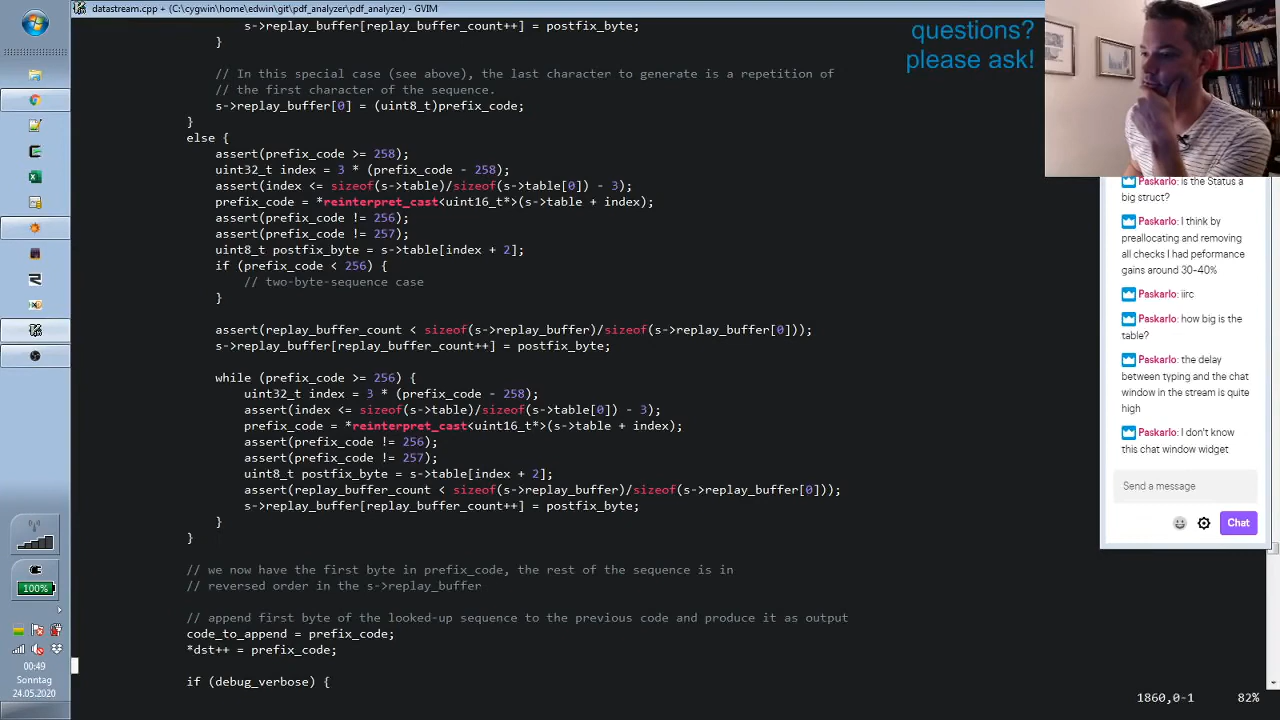 datastream.cpp + (C:\cygwin\home\edwin\git\pdf_analyzer\pdf_analyzer) - GVIM
s->replay_buffer[replay_buffer_count++] = postfix_byte;
}
// In this special case (see above), the last character to generate is a repetition of
// the first character of the sequence.
s->replay_buffer[0] = (uint8_t)prefix_code;
}
else {
assert(prefix_code >= 258);
uint32_t index = 3 * (prefix_code - 258);
assert(index <= sizeof(s->table)/sizeof(s->table[0]) - 3);
prefix_code = *reinterpret_cast<uint16_t*>(s->table + index);
assert(prefix_code != 256);
assert(prefix_code != 257);
uint8_t postfix_byte = s->table[index + 2];
if (prefix_code < 256) {
// two-byte-sequence case
}
assert(replay_buffer_count < sizeof(s->replay_buffer)/sizeof(s->replay_buffer[0]));
s->replay_buffer[replay_buffer_count++] = postfix_byte;
while (prefix_code >= 256) {
uint32_t index = 3 * (prefix_code - 258);
assert(index <= sizeof(s->table)/sizeof(s->table[0]) - 3);
prefix_code = *reinterpret_cast<uint16_t*>(s->table + index);
assert(prefix_code != 256);
assert(prefix_code != 257);
uint8_t postfix_byte = s->table[index + 2];
assert(replay_buffer_count < sizeof(s->replay_buffer)/sizeof(s->replay_buffer[0]));
s->replay_buffer[replay_buffer_count++] = postfix_byte;
}
}
// we now have the first byte in prefix_code, the rest of the sequence is in
// reversed order in the s->replay_buffer
// append first byte of the looked-up sequence to the previous code and produce it as output
code_to_append = prefix_code;
*dst++ = prefix_code;
if (debug_verbose) {
1860,0-1
82%
questions?
please ask!
Paskarlo: is the Status a
big struct?
Paskarlo: I think by
preallocating and removing
all checks I had peformance
gains around 30-40%
Paskarlo: iirc
Paskarlo: how big is the
table?
Paskarlo: the delay
between typing and the chat
window in the stream is quite
high
Paskarlo: I don't know
this chat window widget
Send a message
Chat
100%
00:49
Sonntag
24.05.2020